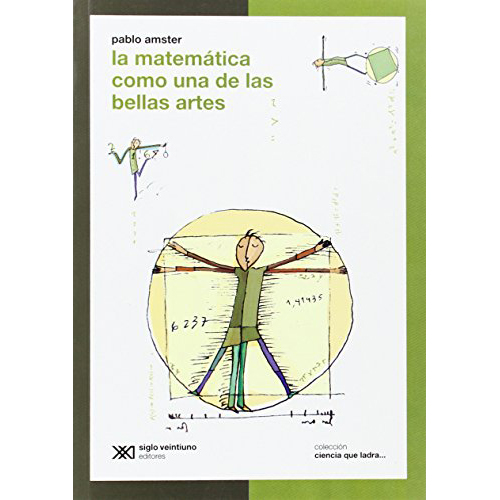 pablo amster
la matemática
como una de las
bellas artes
6237
1,41435
siglo veintiuno
editores
colección
ciencia que ladra...